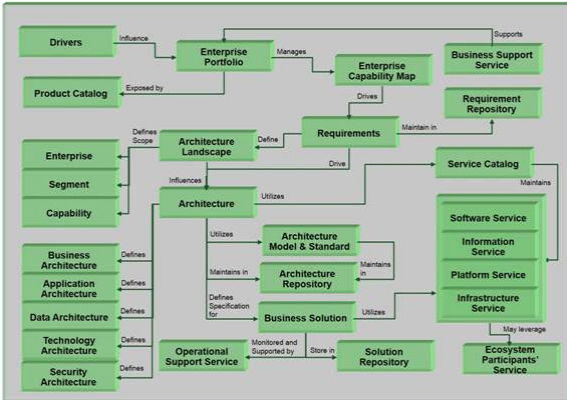 Drivers
Influence
Enterprise
Portfolio
Manages
Supports
Business Support
Service
Enterprise
Capability Map
Product Catalog
Exposed by
Drives
Requirement
Repository
Requirements
Maintain in
Define
Architecture
Landscape
Defines
Scope
Enterprise
Segment
Capability
Drive
Influences
Service Catalog
Maintains
Architecture
Utilizes
Software Service
Information
Service
Platform Service
Infrastructure
Service
Utilizes
Architecture
Model & Standard
Maintains
in
Maintains in
Architecture
Repository
Business
Architecture
Defines
Application
Architecture
Defines
Data Architecture
Defines
Technology
Architecture
Defines
Security
Architecture
Defines
Defines
Specification
for
Business Solution
Utilizes
May leverage
Ecosystem
Participants'
Service
Operational
Support Service
Monitored and
Supported by
Store in
Solution
Repository